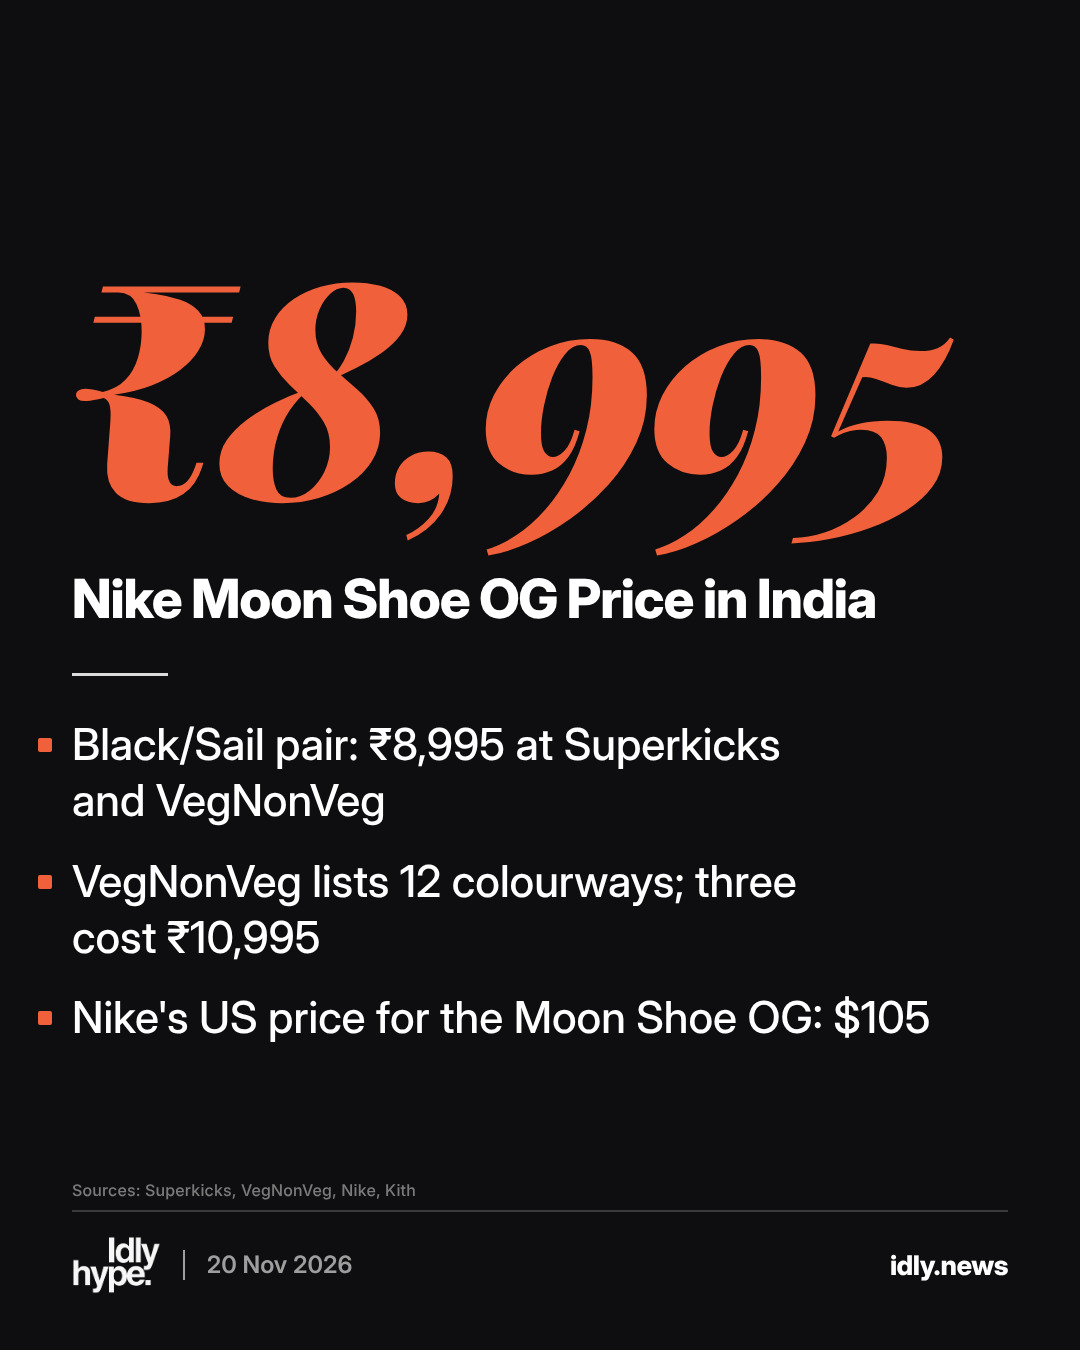 ₹8,995
Nike Moon Shoe OG Price in India
Black/Sail pair: ₹8,995 at Superkicks
and VegNonVeg
VegNonVeg lists 12 colourways; three
cost ₹10,995
Nike's US price for the Moon Shoe OG: $105
Sources: Superkicks, VegNonVeg, Nike, Kith
Idly
hype.
20 Nov 2026
idly.news